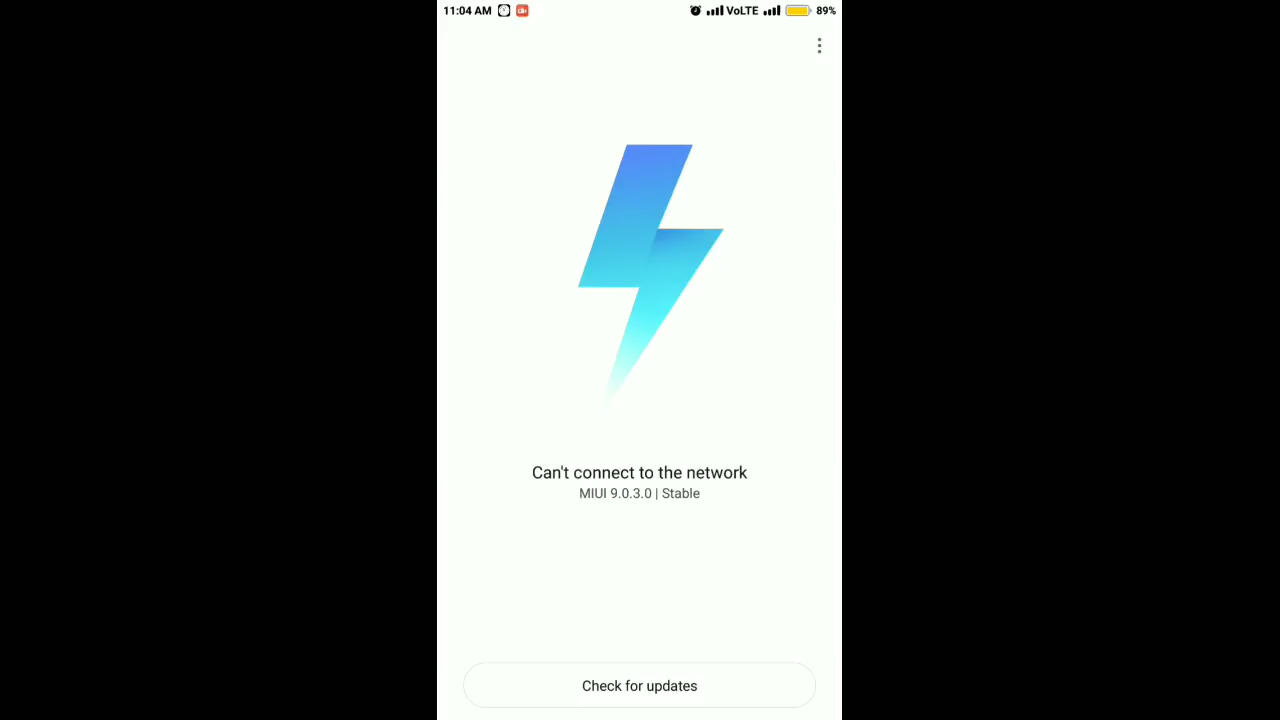 11:04 AM VoLTE 89%
Can't connect to the network
MIUI 9.0.3.0 | Stable
Check for updates